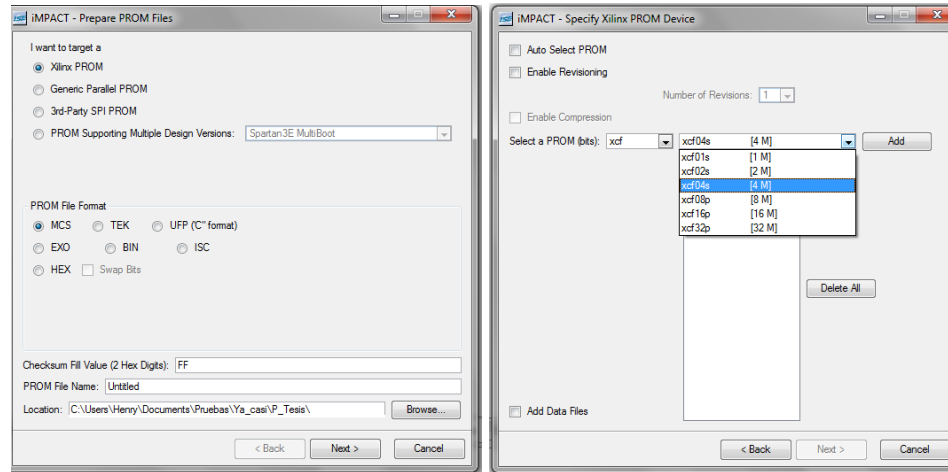 iMPACT - Prepare PROM Files
I want to target a
Xilinx PROM
Generic Parallel PROM
3rd-Party SPI PROM
PROM Supporting Multiple Design Versions: Spartan3E MultiBoot
PROM File Format
MCS TEK UFP ("C" format)
EXO BIN ISC
HEX Swap Bits
Checksum Fill Value (2 Hex Digits): FF
PROM File Name: Untitled
Location: C:\Users\Henry\Documents\Pruebas\Ya_casi\P_Tesis\ Browse...
< Back Next > Cancel
iMPACT - Specify Xilinx PROM Device
Auto Select PROM
Enable Revisioning
Number of Revisions: 1
Enable Compression
Select a PROM (bits): xcf xcf04s [4 M] Add
xcf01s [1 M]
xcf02s [2 M]
xcf04s [4 M]
xcf08p [8 M]
xcf16p [16 M]
xcf32p [32 M]
Delete All
Add Data Files
< Back Next > Cancel